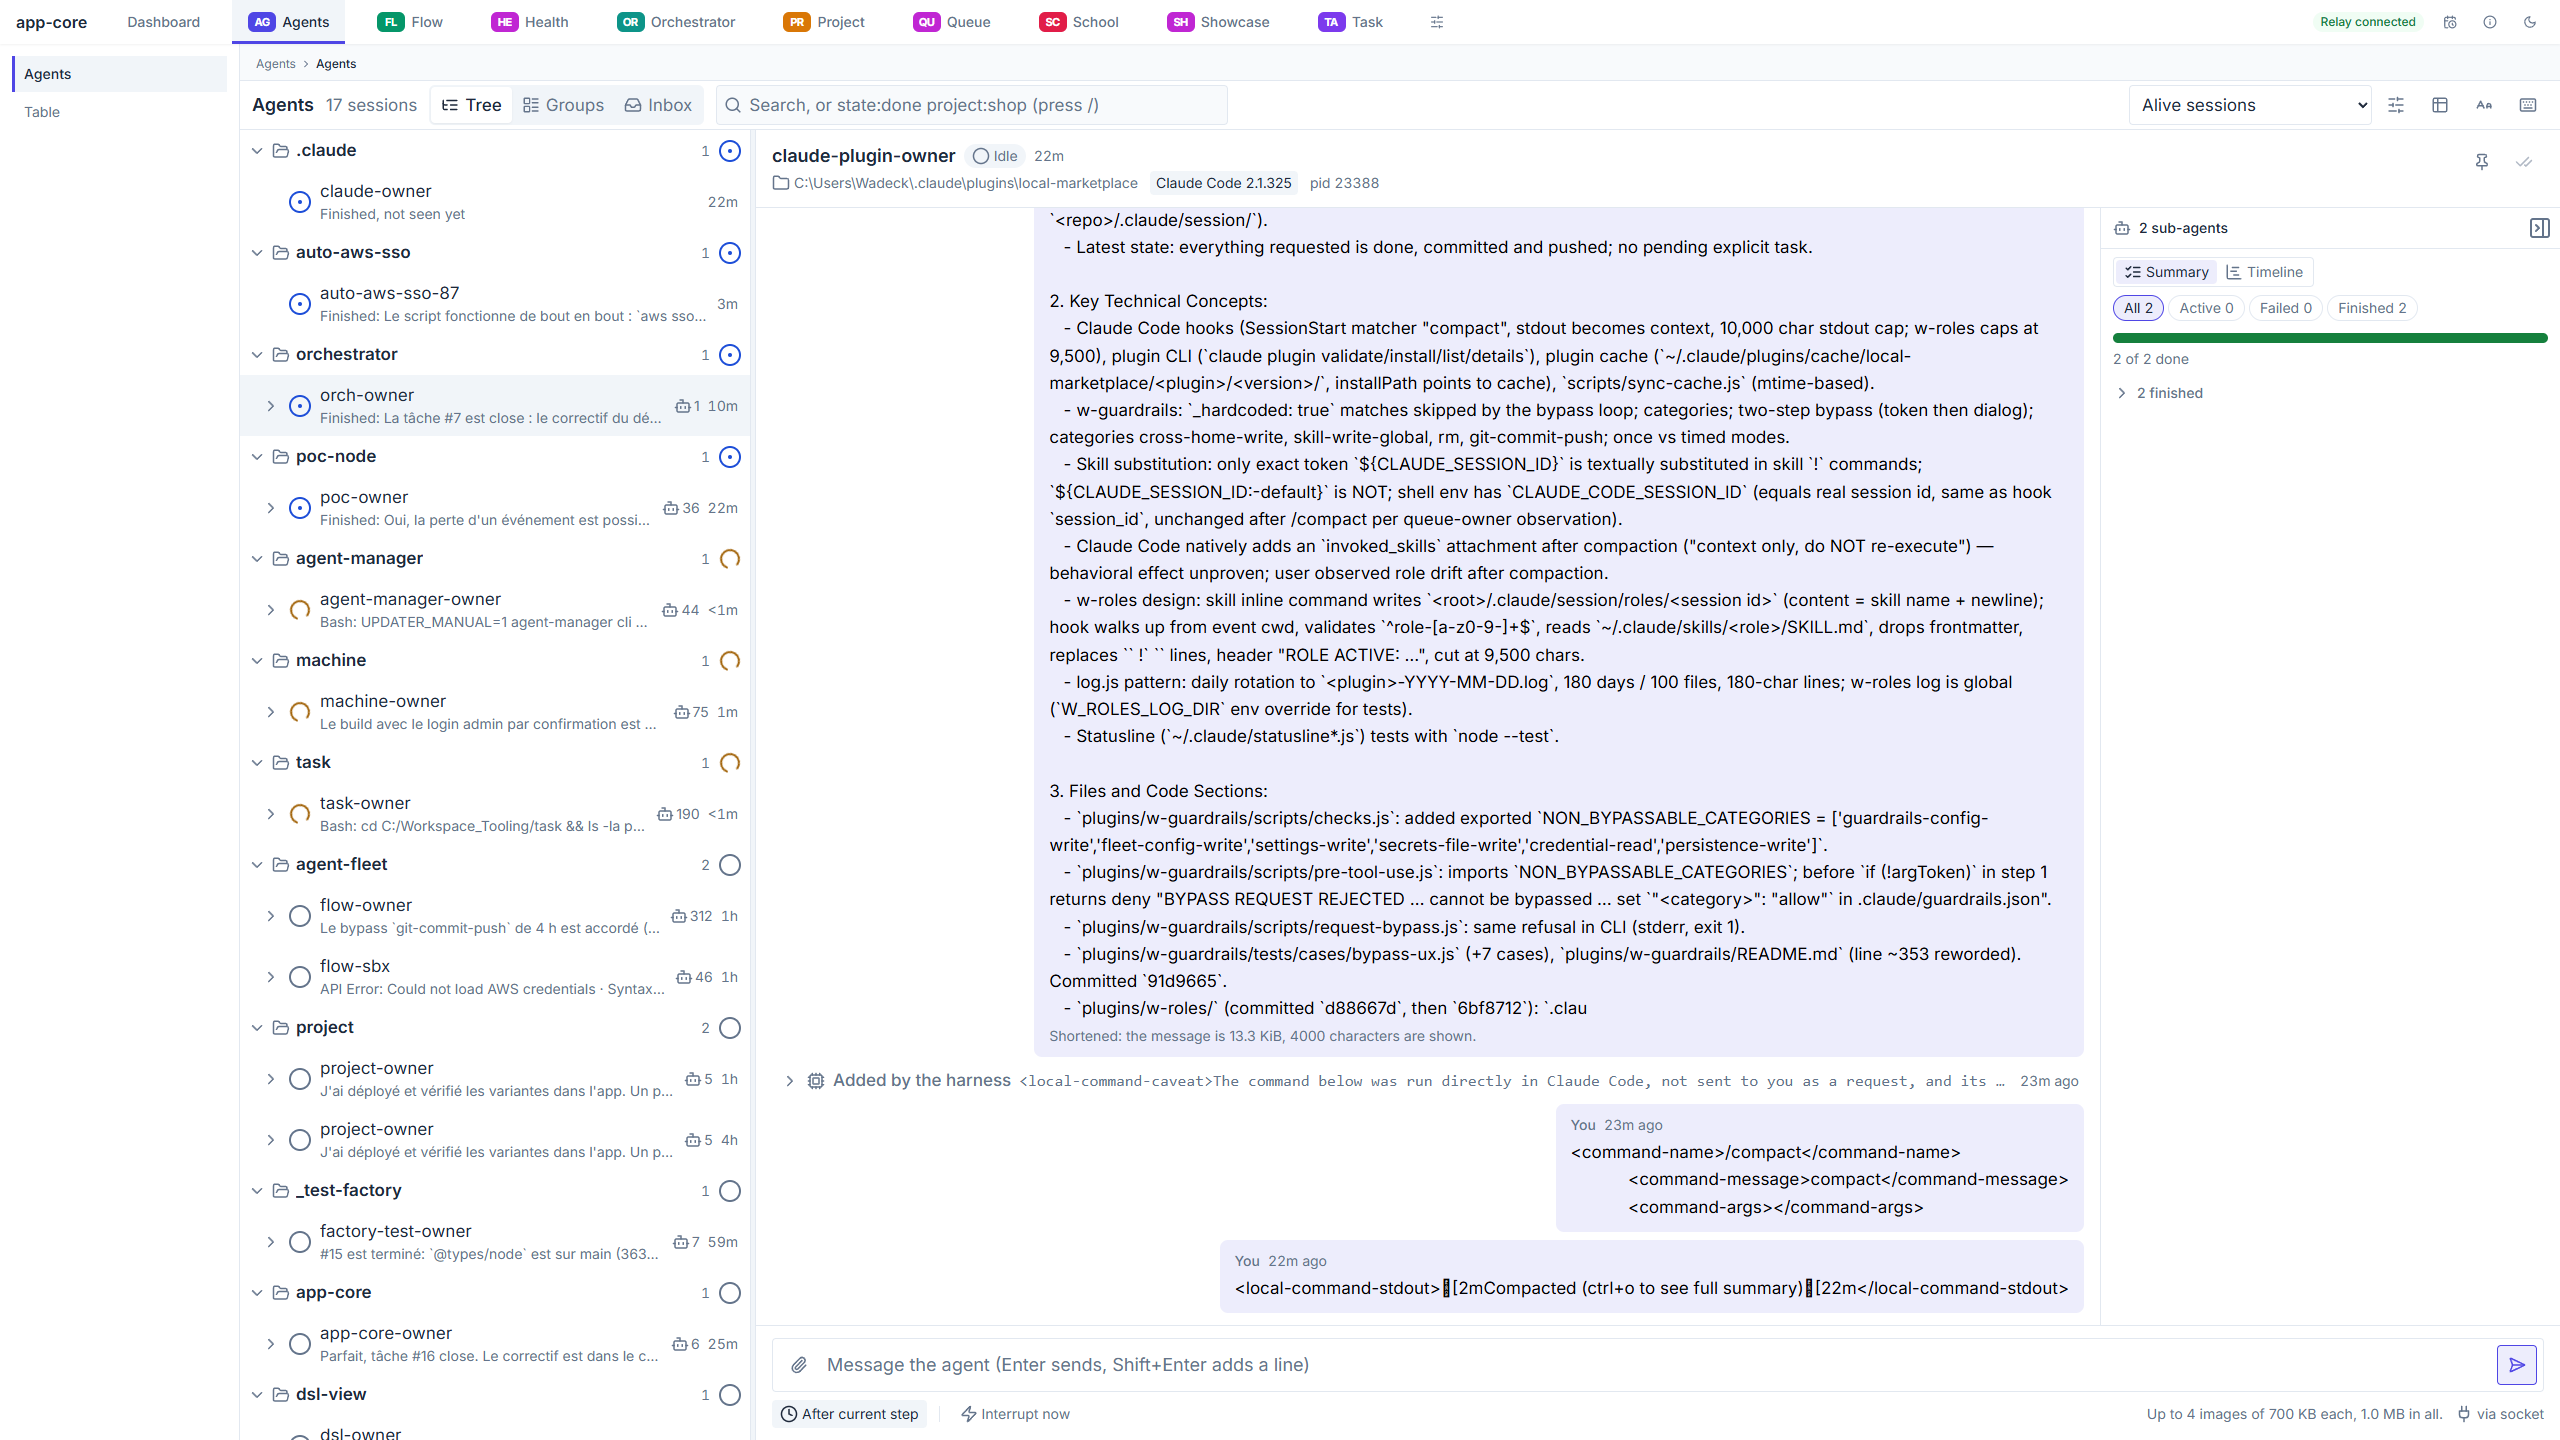 app-core
Dashboard
AG Agents
FL Flow
HE Health
OR Orchestrator
PR Project
QU Queue
SC School
SH Showcase
TA Task
Relay connected
Agents
Table
Agents > Agents
Agents 17 sessions
Tree
Groups
Inbox
Search, or state:done project:shop (press /)
Alive sessions
.claude 1
claude-owner
Finished, not seen yet
22m
auto-aws-sso 1
auto-aws-sso-87
Finished: Le script fonctionne de bout en bout : `aws sso...
3m
orchestrator 1
orch-owner
Finished: La tâche #7 est close : le correctif du dé...
1 10m
poc-node 1
poc-owner
Finished: Oui, la perte d'un événement est possi...
36 22m
agent-manager 1
agent-manager-owner
Bash: UPDATER_MANUAL=1 agent-manager cli ...
44 <1m
machine 1
machine-owner
Le build avec le login admin par confirmation est ...
75 1m
task 1
task-owner
Bash: cd C:/Workspace_Tooling/task && ls -la p...
190 <1m
agent-fleet 2
flow-owner
Le bypass `git-commit-push` de 4 h est accordé (...
312 1h
flow-sbx
API Error: Could not load AWS credentials · Syntax...
46 1h
project 2
project-owner
J'ai déployé et vérifié les variantes dans l'app. Un p...
5 1h
project-owner
J'ai déployé et vérifié les variantes dans l'app. Un p...
5 4h
_test-factory 1
factory-test-owner
#15 est terminé: `@types/node` est sur main (363...
7 59m
app-core 1
app-core-owner
Parfait, tâche #16 close. Le correctif est dans le c...
6 25m
dsl-view 1
dsl-owner
claude-plugin-owner
Idle
22m
C:\Users\Wadeck\.claude\plugins\local-marketplace
Claude Code 2.1.325
pid 23388
`<repo>/.claude/session/`).
- Latest state: everything requested is done, committed and pushed; no pending explicit task.
2. Key Technical Concepts:
- Claude Code hooks (SessionStart matcher "compact", stdout becomes context, 10,000 char stdout cap; w-roles caps at
9,500), plugin CLI (`claude plugin validate/install/list/details`), plugin cache (`~/.claude/plugins/cache/local-
marketplace/<plugin>/<version>/`, installPath points to cache), `scripts/sync-cache.js` (mtime-based).
- w-guardrails: `_hardcoded: true` matches skipped by the bypass loop; categories; two-step bypass (token then dialog);
categories cross-home-write, skill-write-global, rm, git-commit-push; once vs timed modes.
- Skill substitution: only exact token `${CLAUDE_SESSION_ID}` is textually substituted in skill `!` commands;
`${CLAUDE_SESSION_ID:-default}` is NOT; shell env has `CLAUDE_CODE_SESSION_ID` (equals real session id, same as hook
`session_id`, unchanged after /compact per queue-owner observation).
- Claude Code natively adds an `invoked_skills` attachment after compaction ("context only, do NOT re-execute") —
behavioral effect unproven; user observed role drift after compaction.
- w-roles design: skill inline command writes `<root>/.claude/session/roles/<session id>` (content = skill name + newline);
hook walks up from event cwd, validates `^role-[a-z0-9-]+$`, reads `~/.claude/skills/<role>/SKILL.md`, drops frontmatter,
replaces `` !` `` lines, header "ROLE ACTIVE: ...", cut at 9,500 chars.
- log.js pattern: daily rotation to `<plugin>-YYYY-MM-DD.log`, 180 days / 100 files, 180-char lines; w-roles log is global
(`W_ROLES_LOG_DIR` env override for tests).
- Statusline (`~/.claude/statusline*.js`) tests with `node --test`.
3. Files and Code Sections:
- `plugins/w-guardrails/scripts/checks.js`: added exported `NON_BYPASSABLE_CATEGORIES = ['guardrails-config-
write','fleet-config-write','settings-write','secrets-file-write','credential-read','persistence-write']`.
- `plugins/w-guardrails/scripts/pre-tool-use.js`: imports `NON_BYPASSABLE_CATEGORIES`; before `if (!argToken)` in step 1
returns deny "BYPASS REQUEST REJECTED ... cannot be bypassed ... set `"<category>": "allow"` in .claude/guardrails.json".
- `plugins/w-guardrails/scripts/request-bypass.js`: same refusal in CLI (stderr, exit 1).
- `plugins/w-guardrails/tests/cases/bypass-ux.js` (+7 cases), `plugins/w-guardrails/README.md` (line ~353 reworded).
Committed `91d9665`.
- `plugins/w-roles/` (committed `d88667d`, then `6bf8712`): `.clau
Shortened: the message is 13.3 KiB, 4000 characters are shown.
Added by the harness <local-command-caveat>The command below was run directly in Claude Code, not sent to you as a request, and its … 23m ago
You 23m ago
<command-name>/compact</command-name>
<command-message>compact</command-message>
<command-args></command-args>
You 22m ago
<local-command-stdout>[2mCompacted (ctrl+o to see full summary)[22m</local-command-stdout>
Message the agent (Enter sends, Shift+Enter adds a line)
After current step
Interrupt now
Up to 4 images of 700 KB each, 1.0 MB in all.
via socket
2 sub-agents
Summary
Timeline
All 2
Active 0
Failed 0
Finished 2
2 of 2 done
2 finished